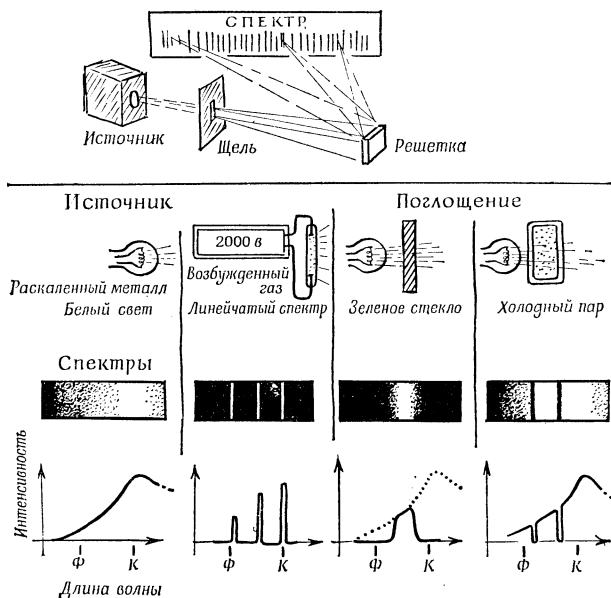 СПЕКТР
Источник
Щель
Решетка
Источник
Поглощение
2000 в
Раскаленный металл
Белый свет
Возбужденный
газ
Линейчатый спектр
Зеленое стекло
Холодный пар
Спектры
Интенсивность
Ф К
Ф К
Ф К
Ф К
Длина волны